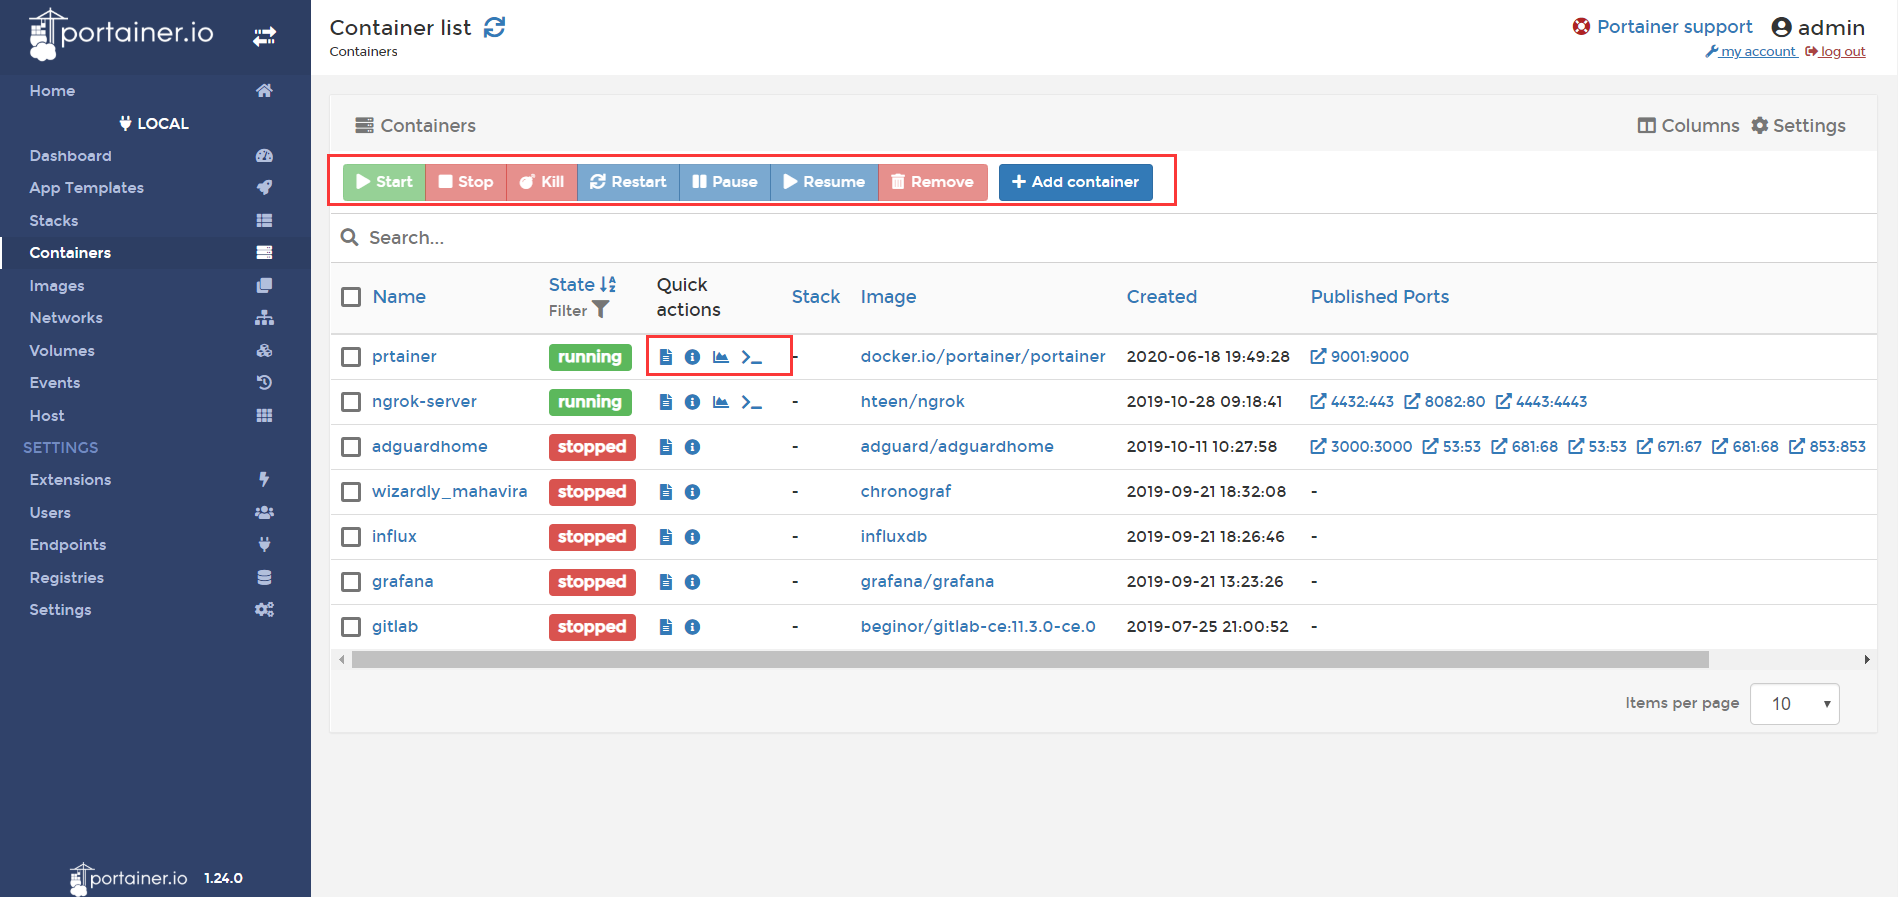 portainer.io
Home
LOCAL
Dashboard
App Templates
Stacks
Containers
Images
Networks
Volumes
Events
Host
SETTINGS
Extensions
Users
Endpoints
Registries
Settings
portainer.io 1.24.0
Container list
Containers
Portainer support admin
my account log out
Containers
Columns Settings
Start Stop Kill Restart Pause Resume Remove Add container
Search...
Name State Filter Quick actions Stack Image Created Published Ports
prtainer running - docker.io/portainer/portainer 2020-06-18 19:49:28 9001:9000
ngrok-server running - hteen/ngrok 2019-10-28 09:18:41 4432:443 8082:80 4443:4443
adguardhome stopped - adguard/adguardhome 2019-10-11 10:27:58 3000:3000 53:53 681:68 53:53 671:67 681:68 853:853
wizardly_mahavira stopped - chronograf 2019-09-21 18:32:08 -
influx stopped - influxdb 2019-09-21 18:26:46 -
grafana stopped - grafana/grafana 2019-09-21 13:23:26 -
gitlab stopped - beginor/gitlab-ce:11.3.0-ce.0 2019-07-25 21:00:52 -
Items per page 10